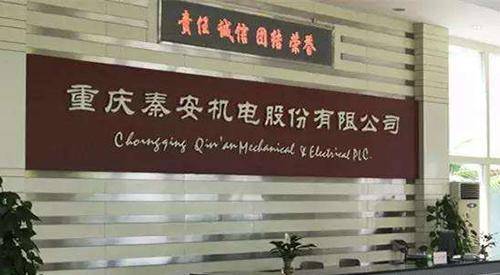 责任 诚信 团结 荣誉
重庆秦安机电股份有限公司
Chongqing Qin'an Mechanical & Electrical PLC.